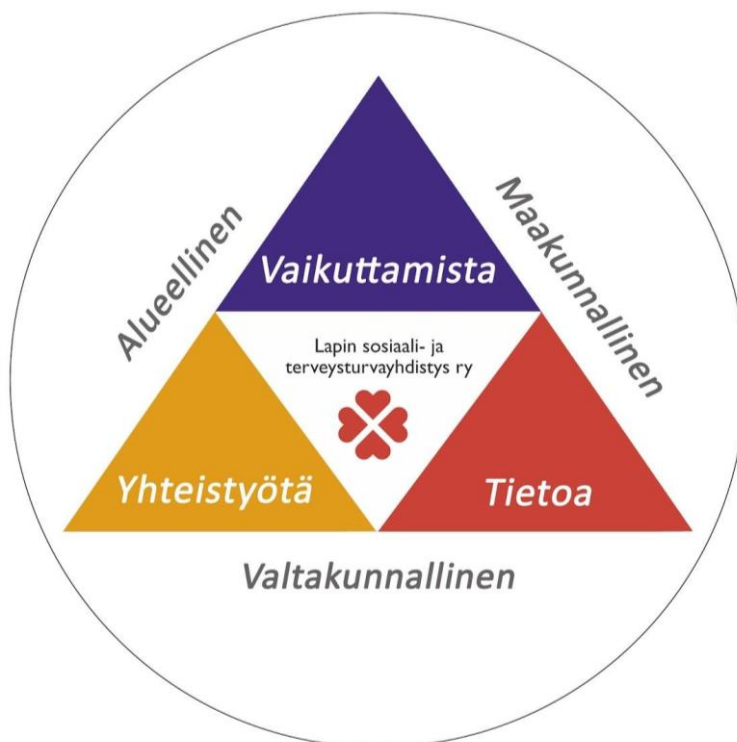 Alueellinen
Maakunnallinen
Vaikuttamista
Lapin sosiaali- ja
terveysturvayhdistys ry
Yhteistyötä
Tietoa
Valtakunnallinen